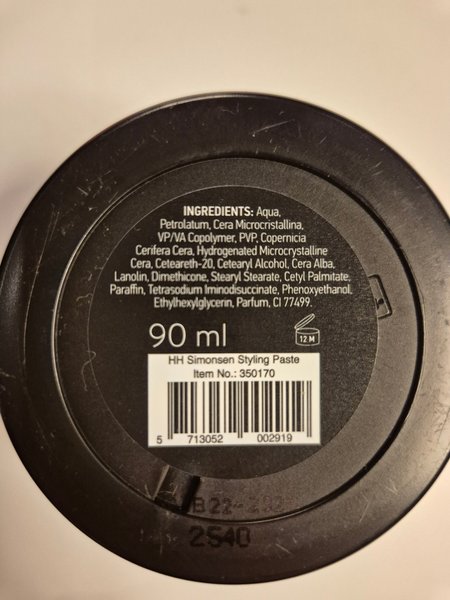 INGREDIENTS: Aqua,
Petrolatum, Cera Microcristallina,
VP/VA Copolymer, PVP, Copernicia
Cerifera Cera, Hydrogenated Microcrystalline
Cera, Ceteareth-20, Cetearyl Alcohol, Cera Alba,
Lanolin, Dimethicone, Stearyl Stearate, Cetyl Palmitate,
Paraffin, Tetrasodium Iminodisuccinate, Phenoxyethanol,
Ethylhexylglycerin, Parfum, CI 77499.
90 ml
12 M
HH Simonsen Styling Paste
Item No.: 350170
5 713052 002919
2540